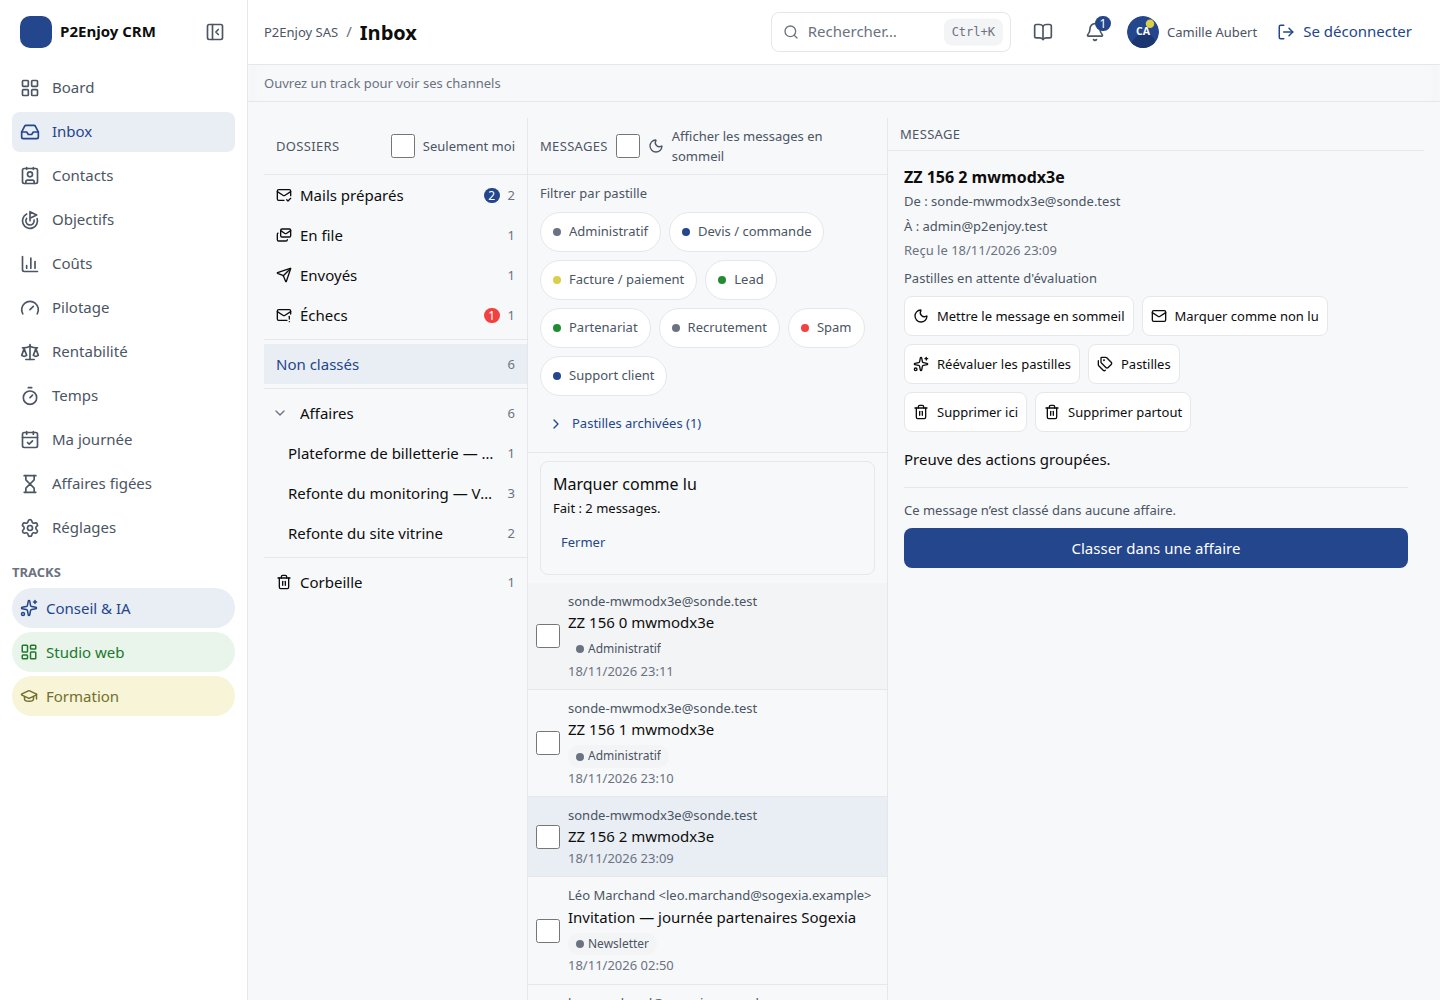 P2Enjoy CRM
Board
Inbox
Contacts
Objectifs
Coûts
Pilotage
Rentabilité
Temps
Ma journée
Affaires figées
Réglages
TRACKS
Conseil & IA
Studio web
Formation
P2Enjoy SAS / Inbox
Rechercher... Ctrl+K
1
CA
Camille Aubert
Se déconnecter
Ouvrez un track pour voir ses channels
DOSSIERS
Seulement moi
Mails préparés 2 2
En file 1
Envoyés 1
Échecs 1 1
Non classés 6
Affaires 6
Plateforme de billetterie — ... 1
Refonte du monitoring — V... 3
Refonte du site vitrine 2
Corbeille 1
MESSAGES
Afficher les messages en
sommeil
Filtrer par pastille
Administratif
Devis / commande
Facture / paiement
Lead
Partenariat
Recrutement
Spam
Support client
Pastilles archivées (1)
Marquer comme lu
Fait : 2 messages.
Fermer
sonde-mwmodx3e@sonde.test
ZZ 156 0 mwmodx3e
Administratif
18/11/2026 23:11
sonde-mwmodx3e@sonde.test
ZZ 156 1 mwmodx3e
Administratif
18/11/2026 23:10
sonde-mwmodx3e@sonde.test
ZZ 156 2 mwmodx3e
18/11/2026 23:09
Léo Marchand <leo.marchand@sogexia.example>
Invitation — journée partenaires Sogexia
Newsletter
18/11/2026 02:50
MESSAGE
ZZ 156 2 mwmodx3e
De : sonde-mwmodx3e@sonde.test
À : admin@p2enjoy.test
Reçu le 18/11/2026 23:09
Pastilles en attente d'évaluation
Mettre le message en sommeil
Marquer comme non lu
Réévaluer les pastilles
Pastilles
Supprimer ici
Supprimer partout
Preuve des actions groupées.
Ce message n’est classé dans aucune affaire.
Classer dans une affaire